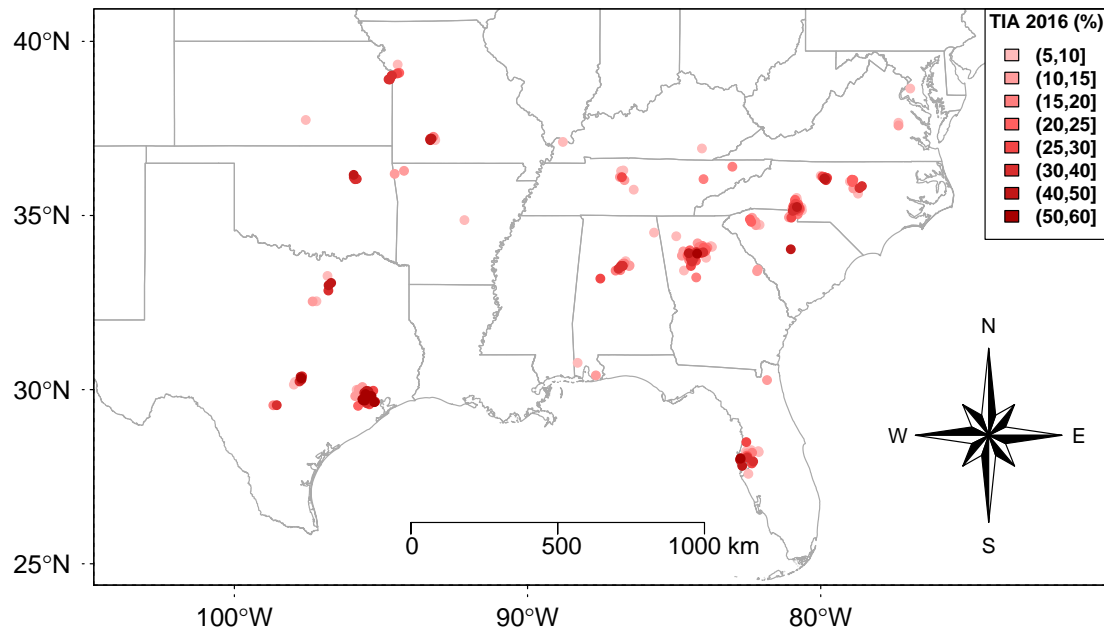 40°N
35°N
30°N
25°N
100°W
90°W
80°W
TIA 2016 (%)
(5,10]
(10,15]
(15,20]
(20,25]
(25,30]
(30,40]
(40,50]
(50,60]
N
W
E
S
0
500
1000 km